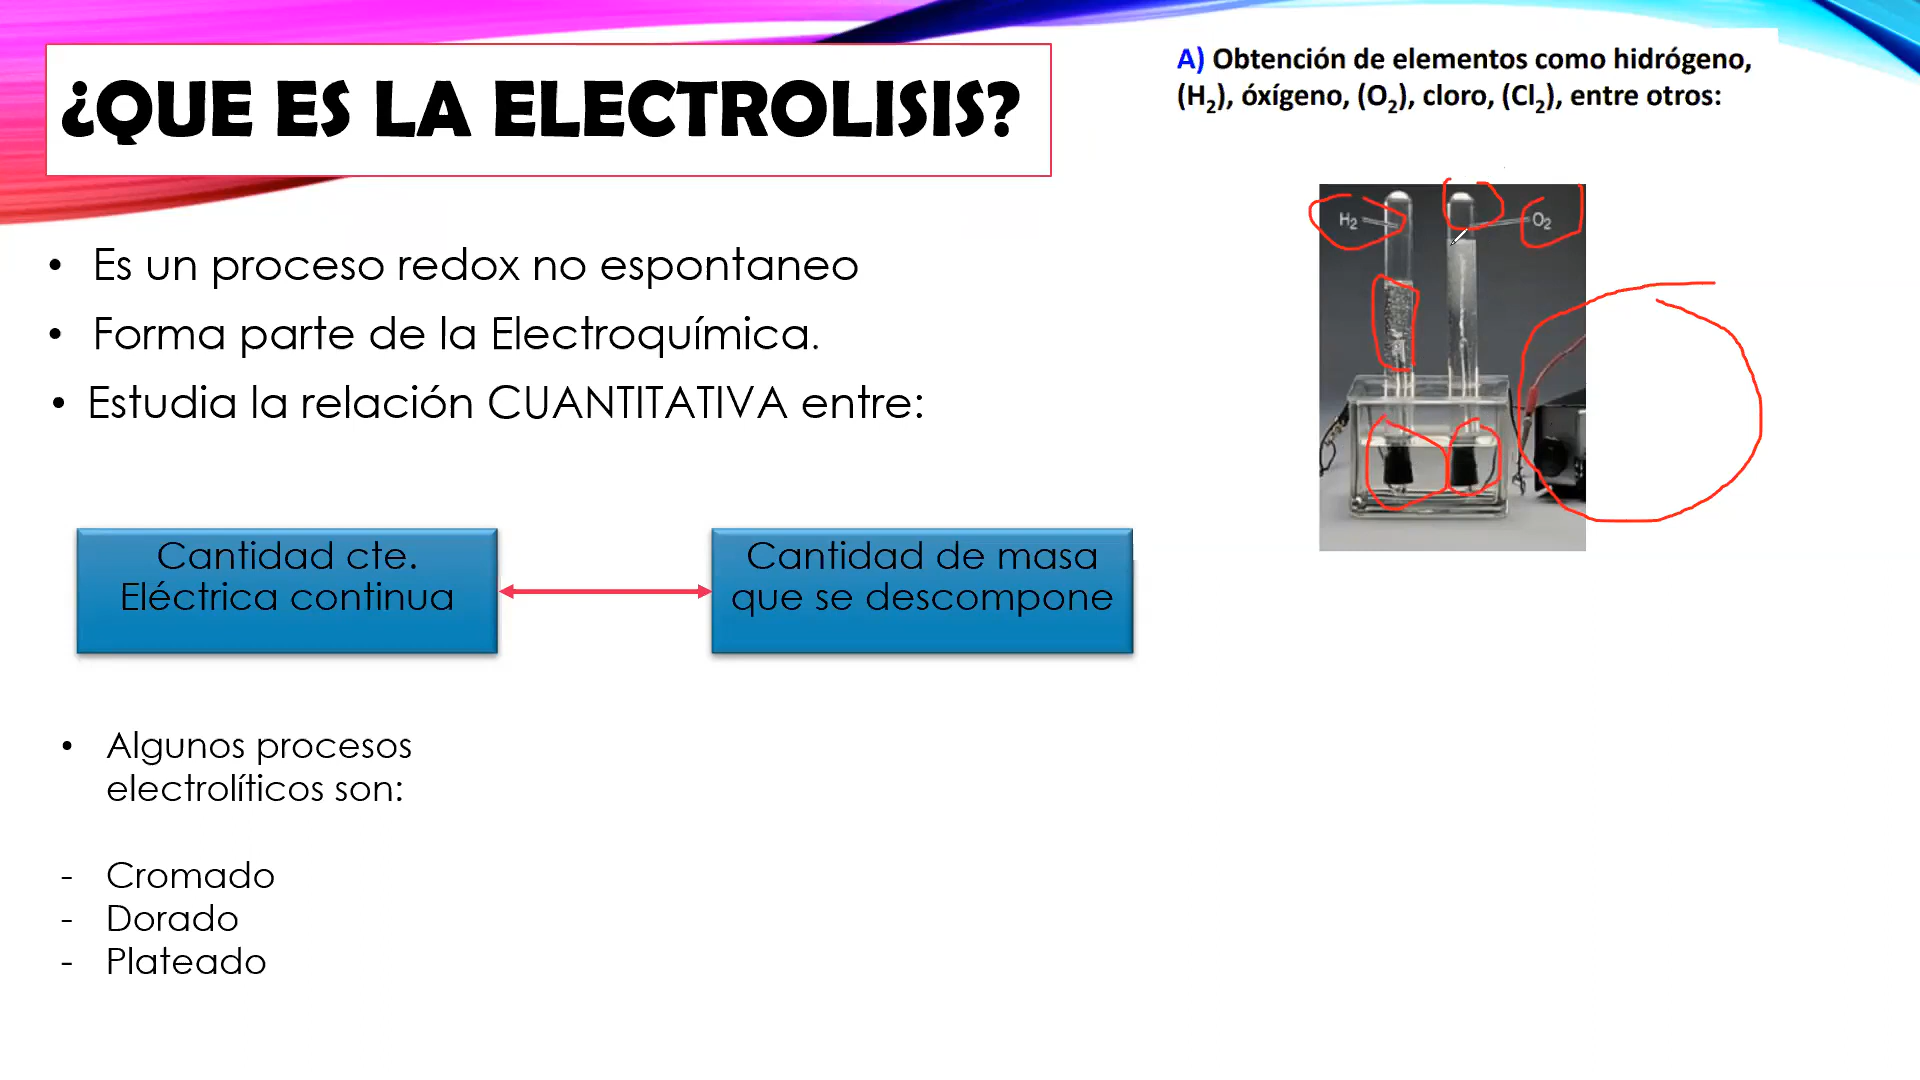 ¿QUE ES LA ELECTROLISIS?
• Es un proceso redox no espontaneo
• Forma parte de la Electroquímica.
• Estudia la relación CUANTITATIVA entre:
Cantidad cte.
Eléctrica continua
Cantidad de masa
que se descompone
• Algunos procesos
electrolíticos son:
- Cromado
- Dorado
- Plateado
A) Obtención de elementos como hidrógeno,
(H₂), óxígeno, (O₂), cloro, (Cl₂), entre otros:
H₂
O₂